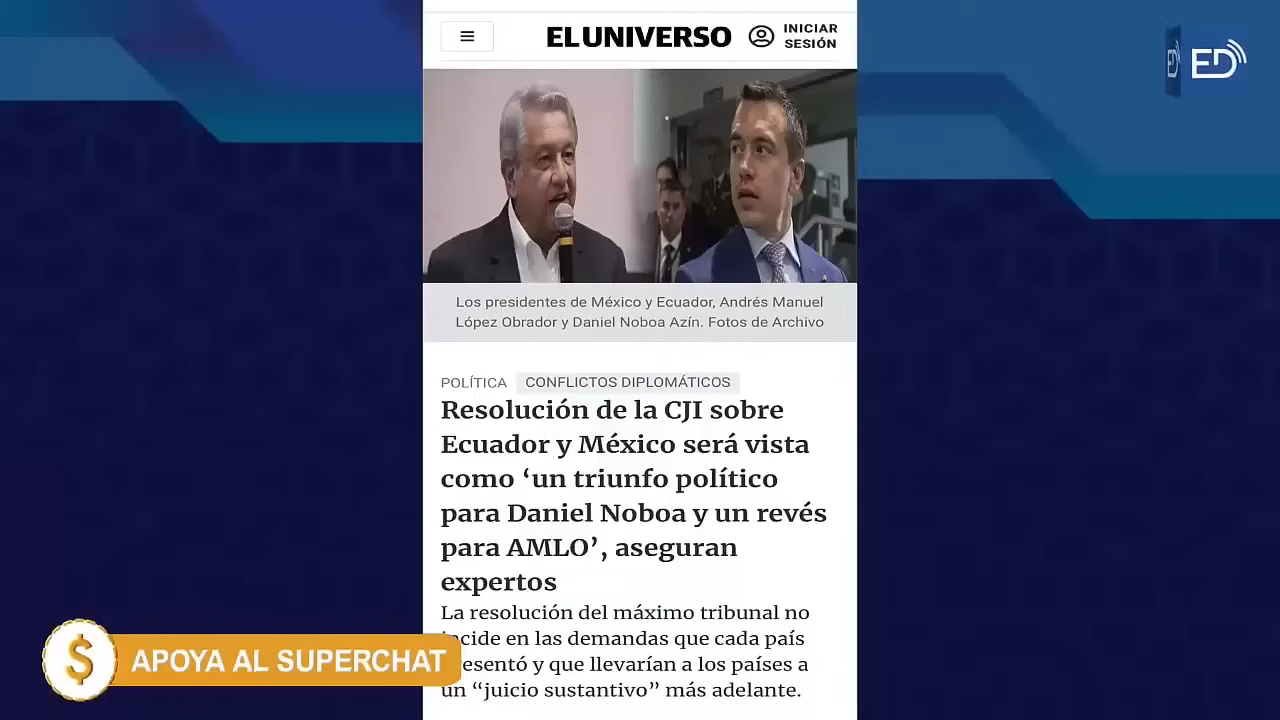 EL UNIVERSO
INICIAR
SESIÓN
ED
ED
Los presidentes de México y Ecuador, Andrés Manuel
López Obrador y Daniel Noboa Azín. Fotos de Archivo
POLÍTICA CONFLICTOS DIPLOMÁTICOS
Resolución de la CJI sobre
Ecuador y México será vista
como ‘un triunfo político
para Daniel Noboa y un revés
para AMLO’, aseguran
expertos
La resolución del máximo tribunal no
incide en las demandas que cada país
presentó y que llevarían a los países a
un “juicio sustantivo” más adelante.
$ APOYA AL SUPERCHAT